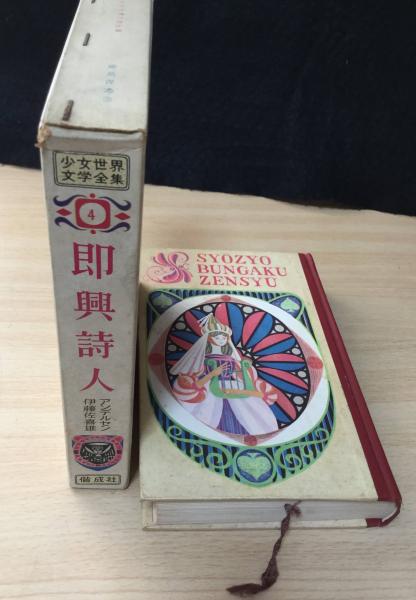 少女世界
文学全集
4
即興詩人
アンデルセン
伊藤佐喜雄
偕成社
SYOZYO
BUNGAKU
ZENSYU